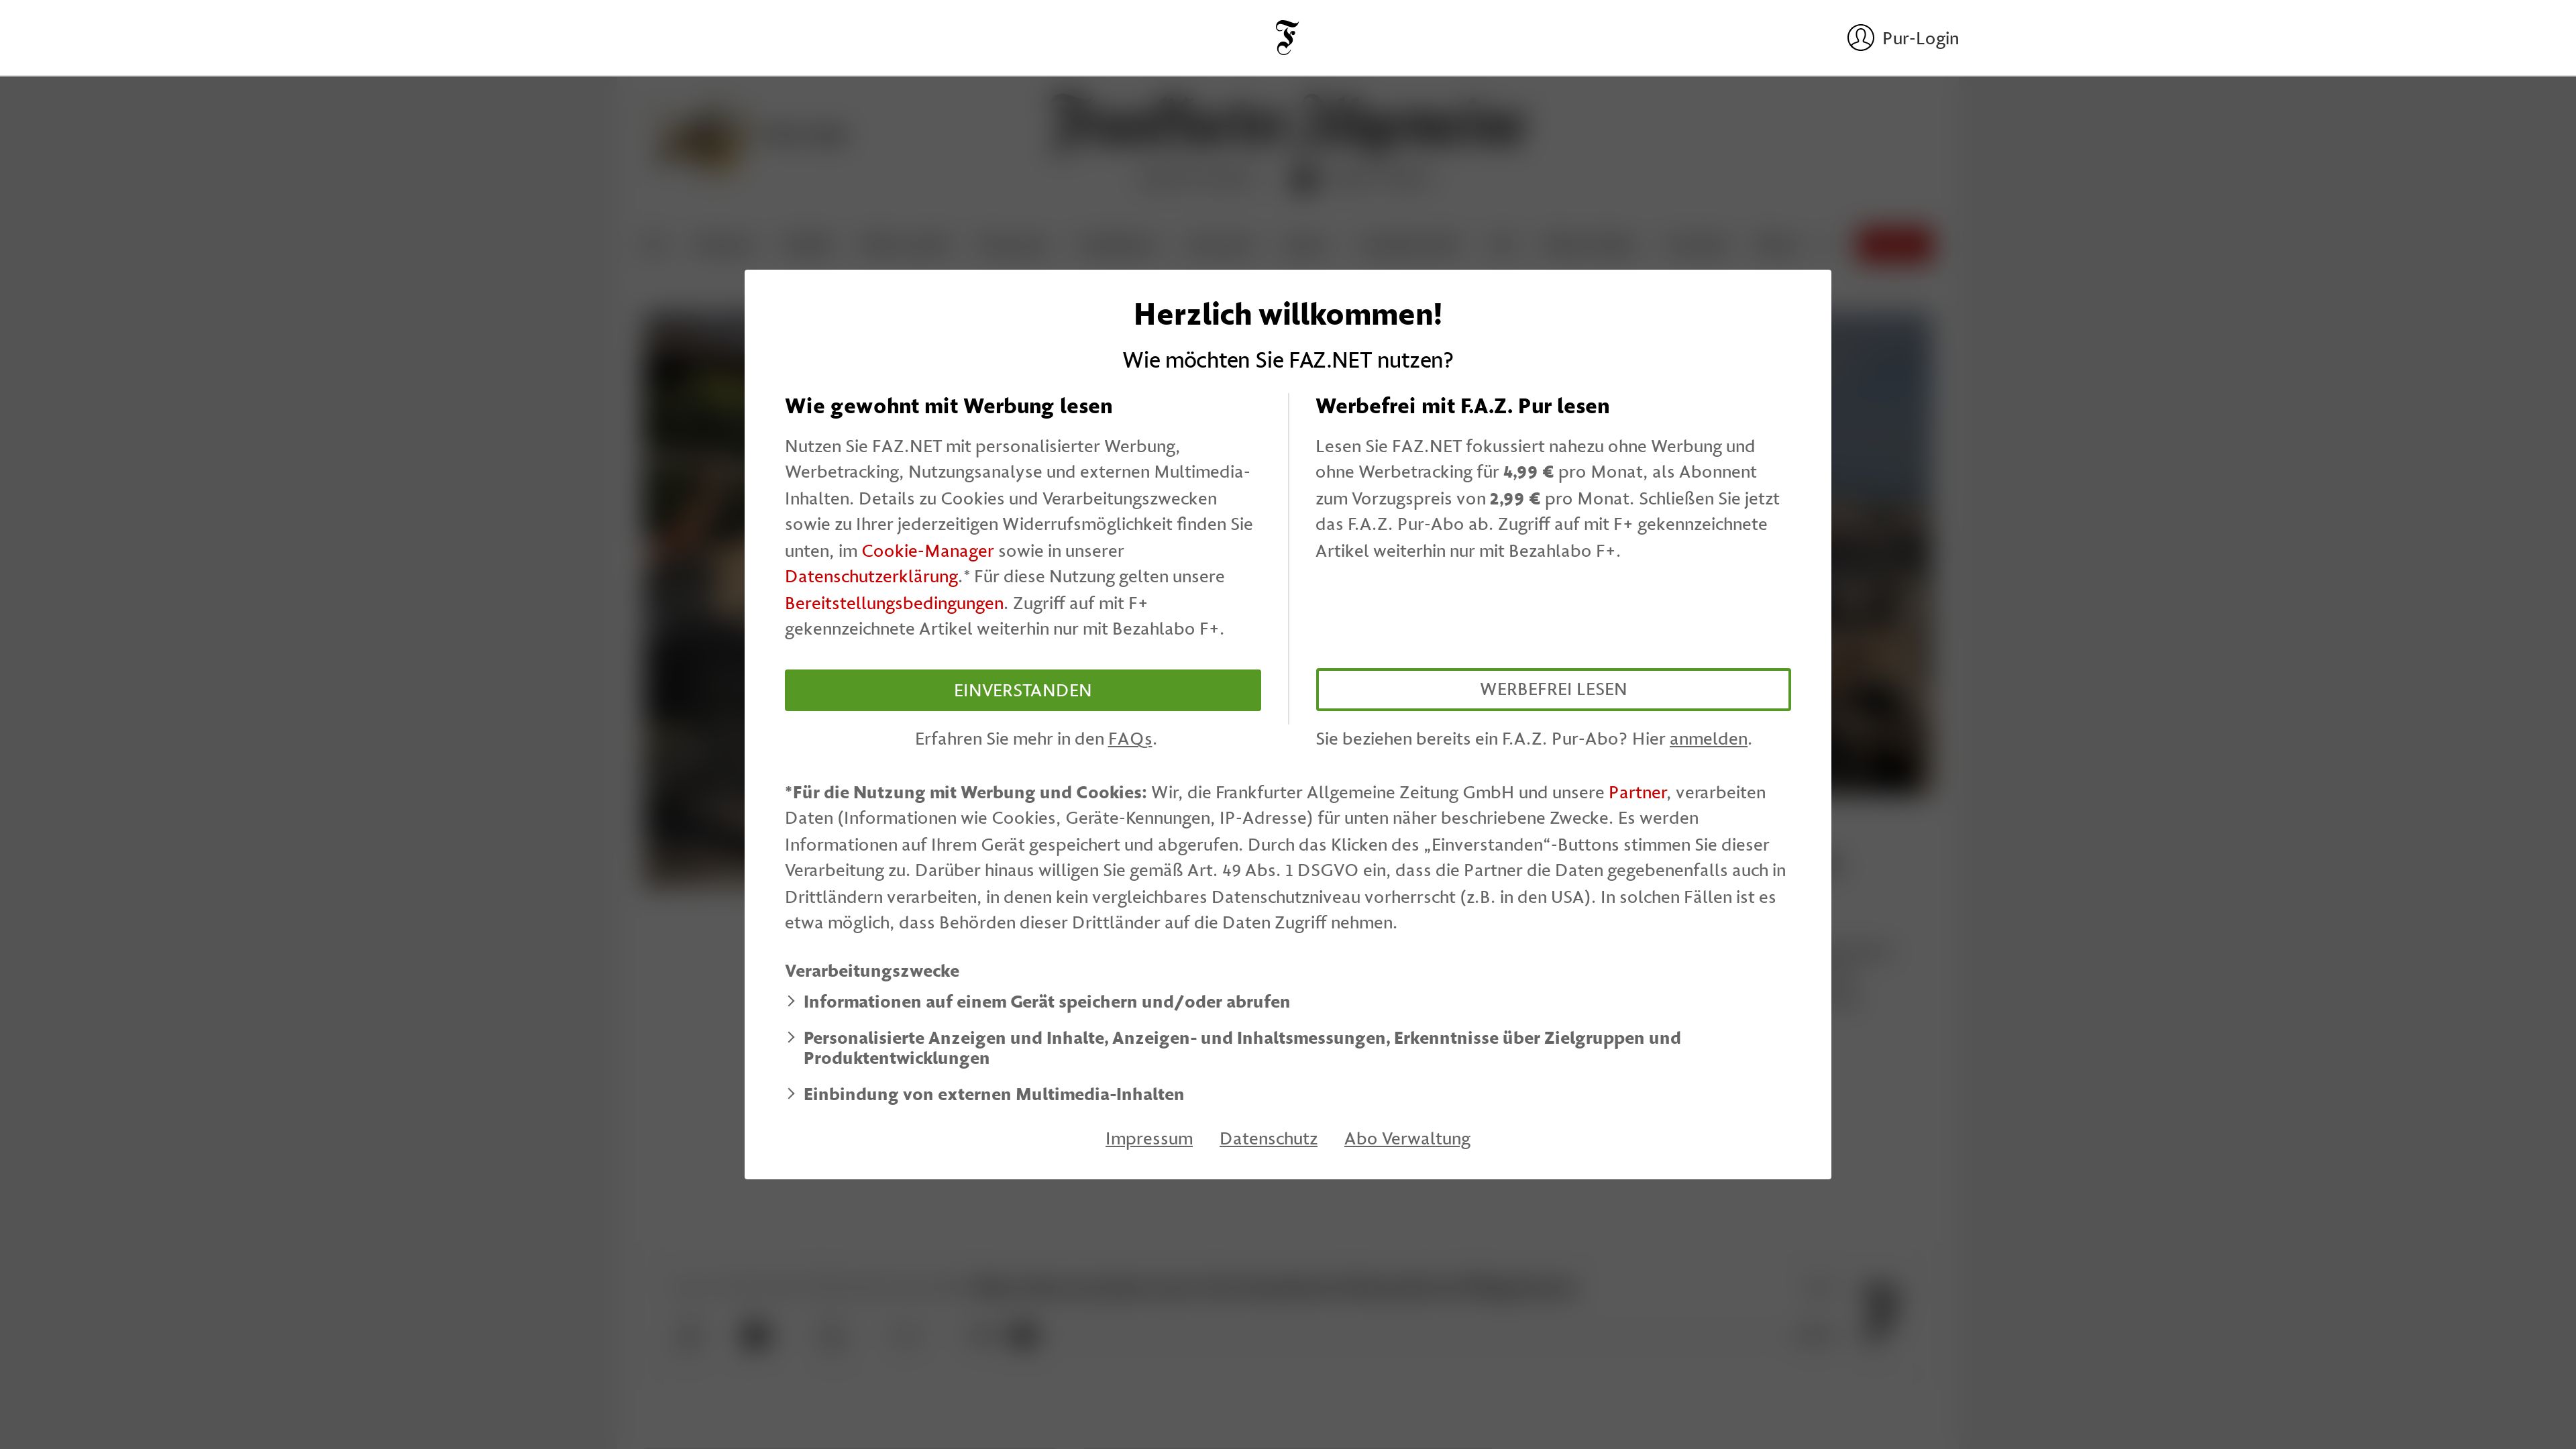 F
Pur-Login
Herzlich willkommen!
Wie möchten Sie FAZ.NET nutzen?
Wie gewohnt mit Werbung lesen
Nutzen Sie FAZ.NET mit personalisierter Werbung,
Werbetracking, Nutzungsanalyse und externen Multimedia-
Inhalten. Details zu Cookies und Verarbeitungszwecken
sowie zu Ihrer jederzeitigen Widerrufsmöglichkeit finden Sie
unten, im Cookie-Manager sowie in unserer
Datenschutzerklärung.* Für diese Nutzung gelten unsere
Bereitstellungsbedingungen. Zugriff auf mit F+
gekennzeichnete Artikel weiterhin nur mit Bezahlabo F+.
EINVERSTANDEN
Erfahren Sie mehr in den FAQs.
Werbefrei mit F.A.Z. Pur lesen
Lesen Sie FAZ.NET fokussiert nahezu ohne Werbung und
ohne Werbetracking für 4,99 € pro Monat, als Abonnent
zum Vorzugspreis von 2,99 € pro Monat. Schließen Sie jetzt
das F.A.Z. Pur-Abo ab. Zugriff auf mit F+ gekennzeichnete
Artikel weiterhin nur mit Bezahlabo F+.
WERBEFREI LESEN
Sie beziehen bereits ein F.A.Z. Pur-Abo? Hier anmelden.
*Für die Nutzung mit Werbung und Cookies: Wir, die Frankfurter Allgemeine Zeitung GmbH und unsere Partner, verarbeiten
Daten (Informationen wie Cookies, Geräte-Kennungen, IP-Adresse) für unten näher beschriebene Zwecke. Es werden
Informationen auf Ihrem Gerät gespeichert und abgerufen. Durch das Klicken des „Einverstanden“-Buttons stimmen Sie dieser
Verarbeitung zu. Darüber hinaus willigen Sie gemäß Art. 49 Abs. 1 DSGVO ein, dass die Partner die Daten gegebenenfalls auch in
Drittländern verarbeiten, in denen kein vergleichbares Datenschutzniveau vorherrscht (z.B. in den USA). In solchen Fällen ist es
etwa möglich, dass Behörden dieser Drittländer auf die Daten Zugriff nehmen.
Verarbeitungszwecke
Informationen auf einem Gerät speichern und/oder abrufen
Personalisierte Anzeigen und Inhalte, Anzeigen- und Inhaltsmessungen, Erkenntnisse über Zielgruppen und
Produktentwicklungen
Einbindung von externen Multimedia-Inhalten
Impressum Datenschutz Abo Verwaltung